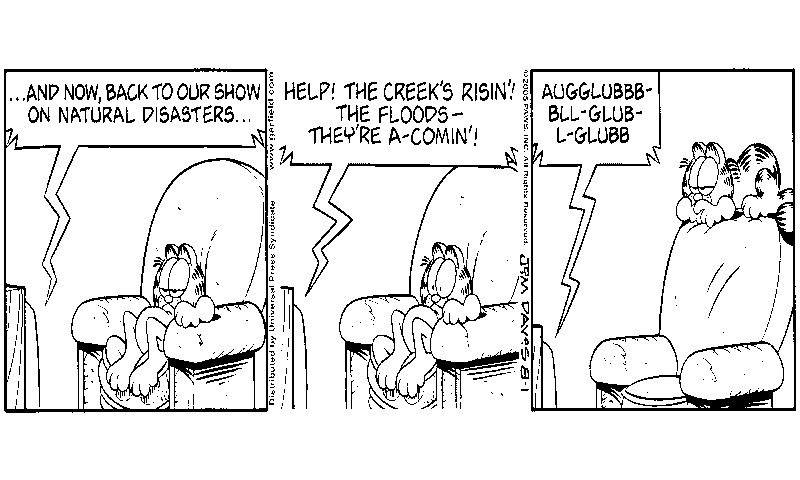 ...AND NOW, BACK TO OUR SHOW
ON NATURAL DISASTERS...
www.garfield.com
Distributed by Universal Press Syndicate
HELP! THE CREEK'S RISIN'!
THE FLOODS–
THEY'RE A-COMIN'!
©2005 PAWS, INC. All Rights Reserved.
JIM DAVIS 8-1
AUGGLUBBB-
BLL-GLUB-
L-GLUBB